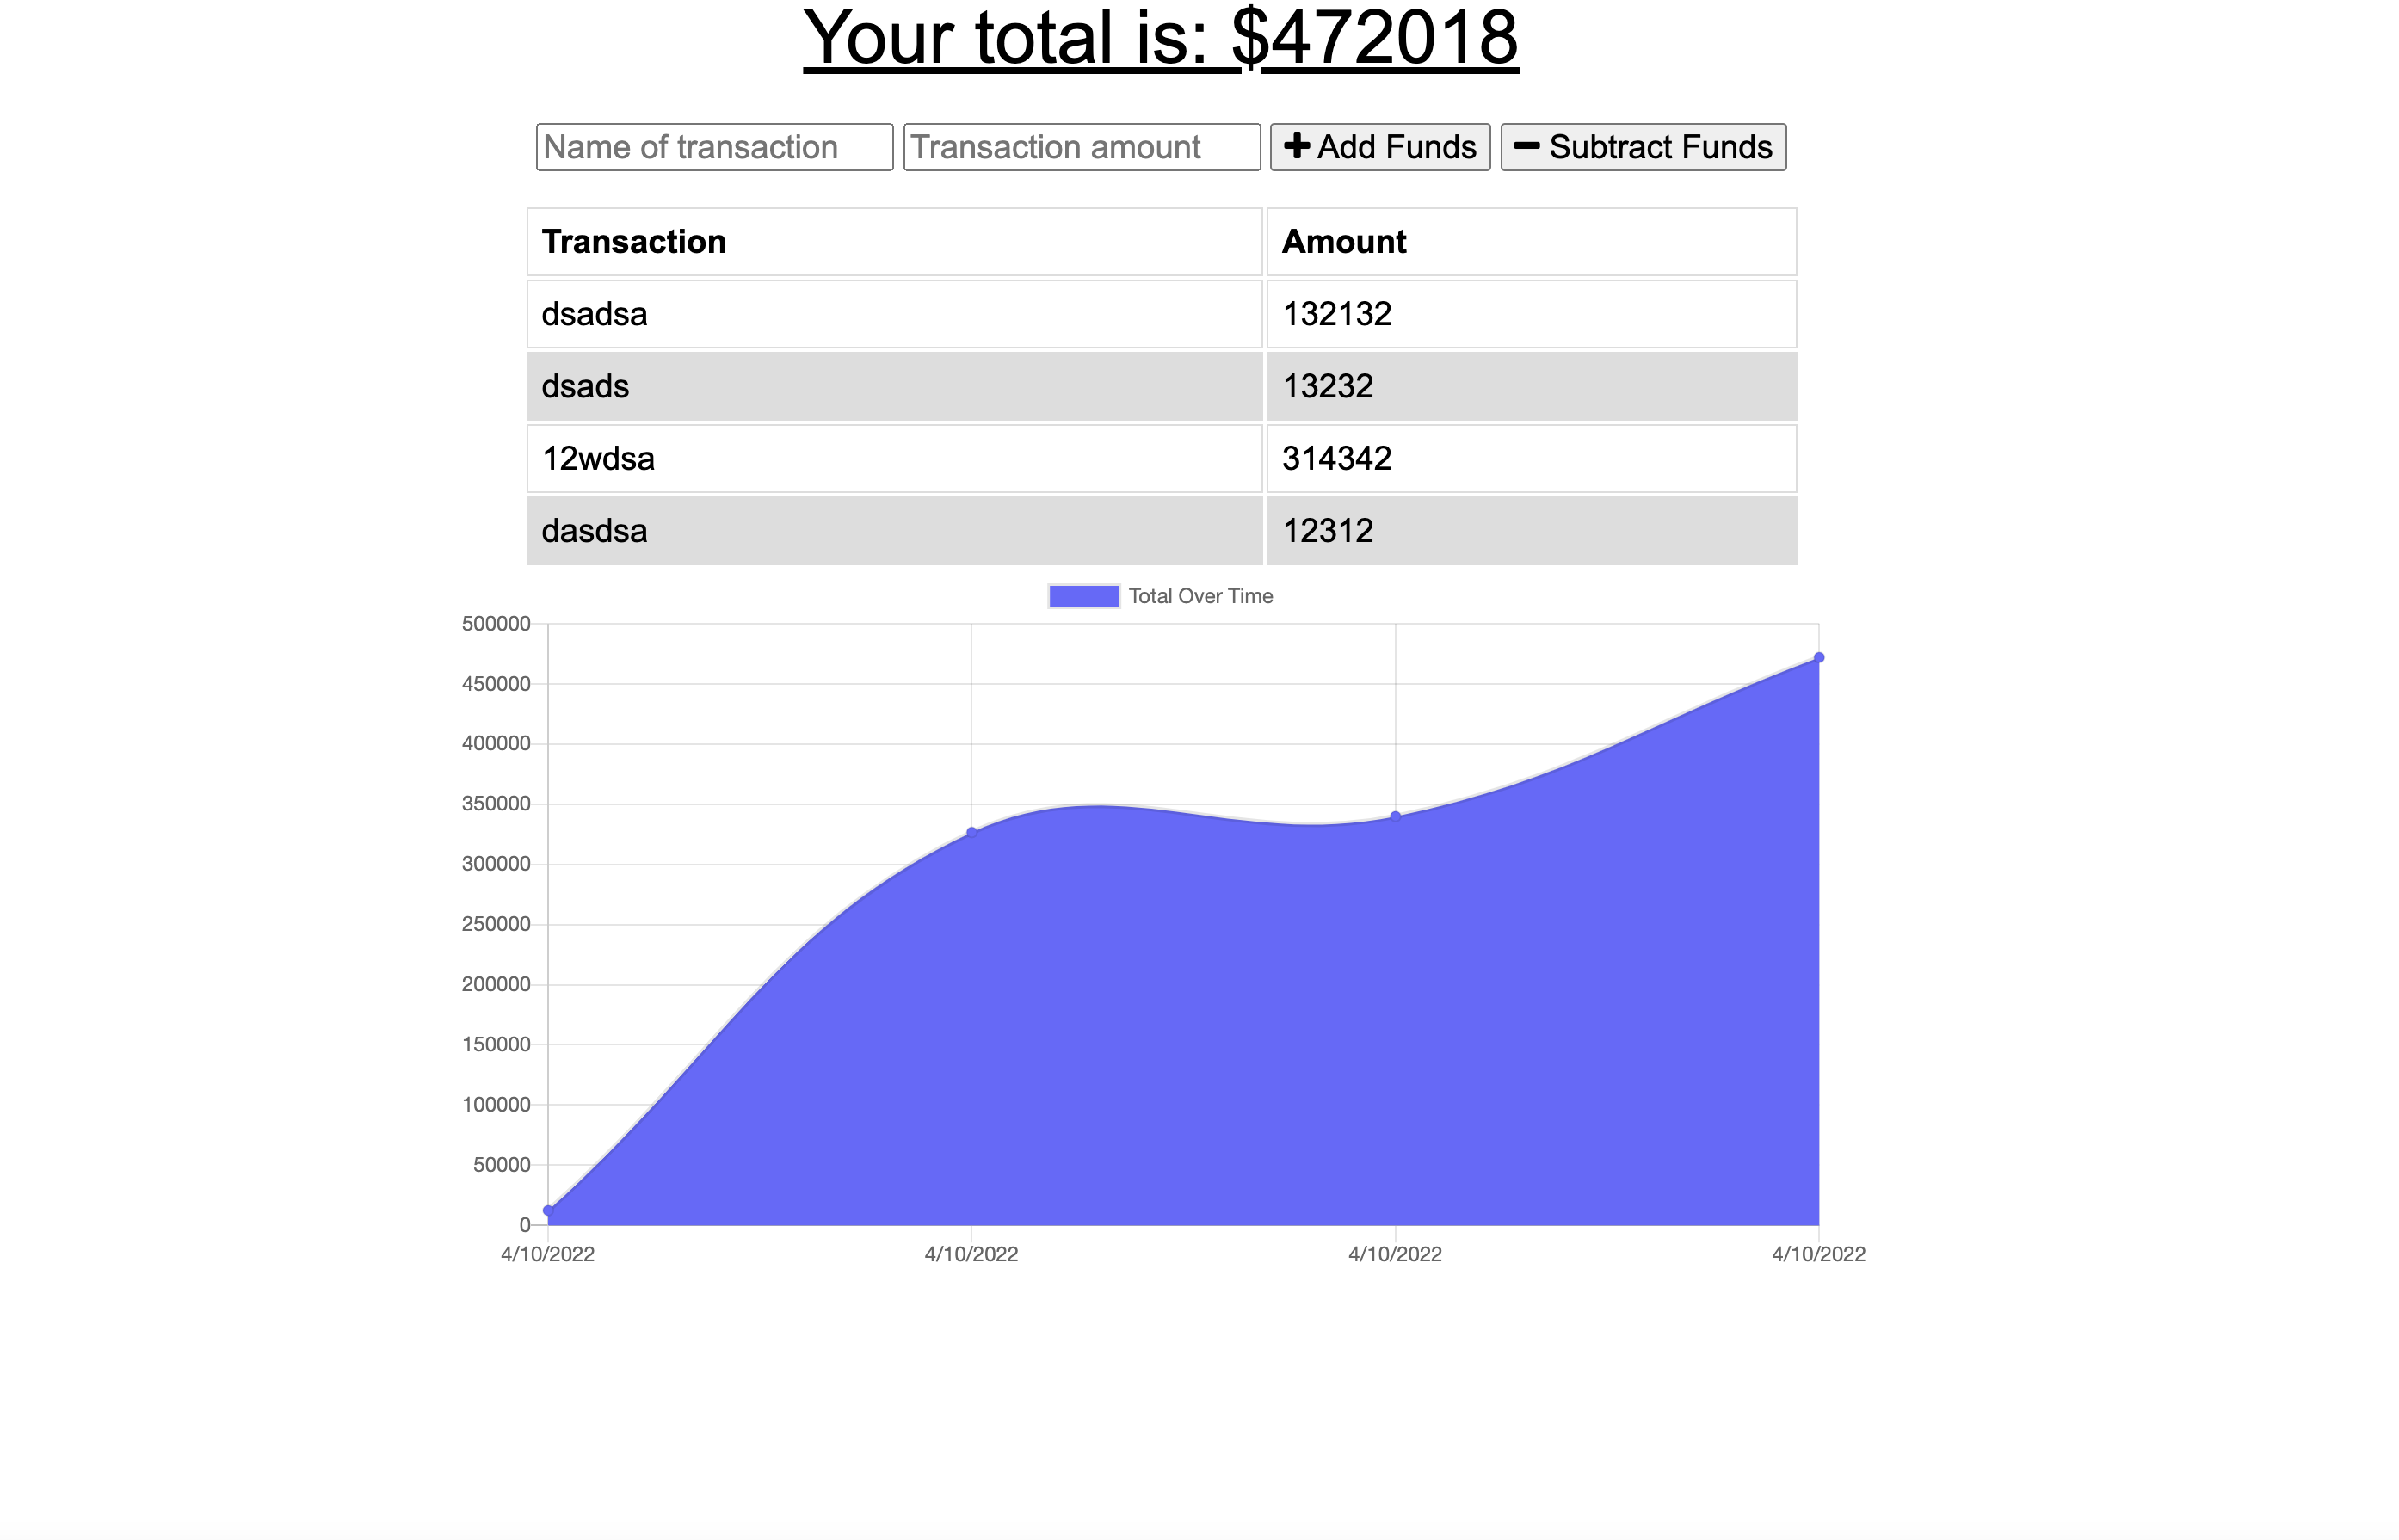 Your total is: $472018
Name of transaction Transaction amount Add Funds Subtract Funds
Transaction Amount
dsadsa 132132
dsads 13232
12wdsa 314342
dasdsa 12312
Total Over Time
500000
450000
400000
350000
300000
250000
200000
150000
100000
50000
0
4/10/2022 4/10/2022 4/10/2022 4/10/2022